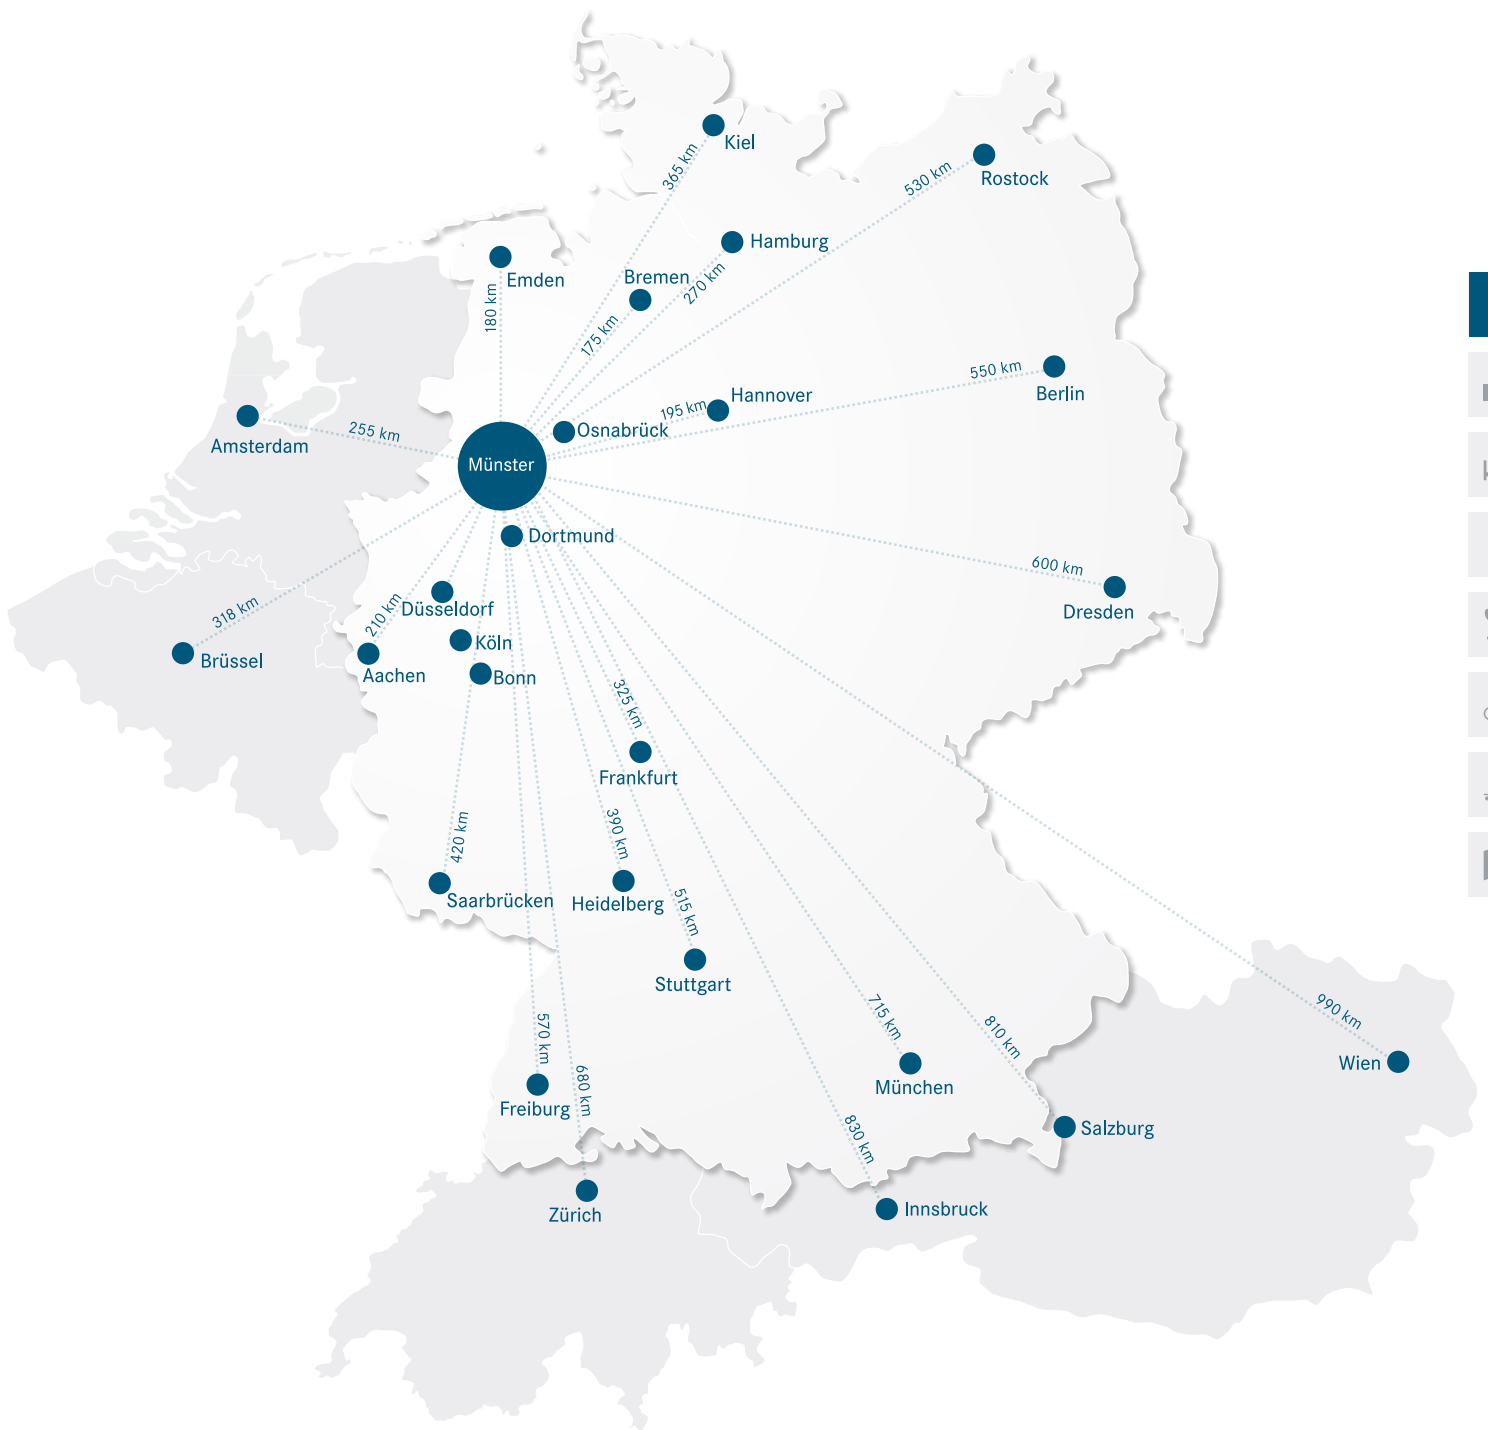 Kiel
365 km
Rostock
530 km
Hamburg
270 km
Emden
180 km
Bremen
175 km
Berlin
550 km
Hannover
195 km
Osnabrück
Amsterdam
255 km
Münster
Dortmund
Dresden
600 km
Düsseldorf
Brüssel
318 km
Köln
Aachen
210 km
Bonn
Frankfurt
325 km
Saarbrücken
420 km
Heidelberg
390 km
Stuttgart
515 km
Wien
990 km
München
715 km
Freiburg
570 km
Salzburg
810 km
Zürich
680 km
Innsbruck
830 km